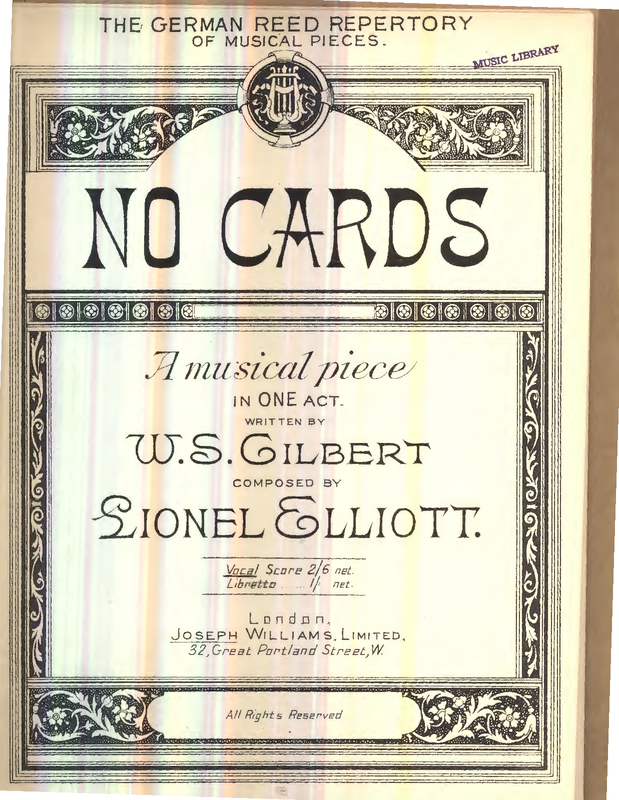 THE GERMAN REED REPERTORY
OF MUSICAL PIECES.
MUSIC LIBRARY
NO CARDS
A musical piece
IN ONE ACT.
WRITTEN BY
W. S. GILBERT
COMPOSED BY
LIONEL ELLIOTT.
Vocal Score 2/6 net.
Libretto ...... 1/- net.
London,
JOSEPH WILLIAMS, LIMITED,
32, Great Portland Street, W.
All Rights Reserved